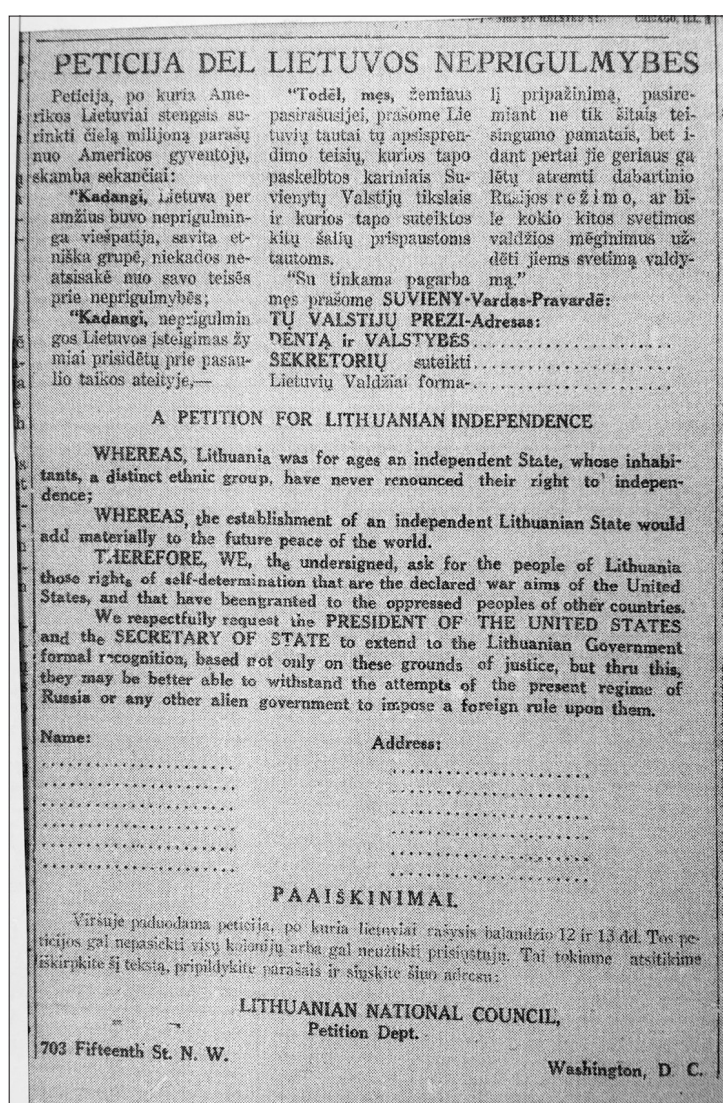 3109 SO. HALSTED ST. CHICAGO, ILL.
PETICIJA DEL LIETUVOS NEPRIGULMYBES
Peticija, po kuria Ame-
rikos Lietuviai stengsis su-
rinkti čielą milijoną parašų
nuo Amerikos gyventojų,
skamba sekančiai:
"Kadangi, Lietuva per
amžius buvo neprigulmin-
ga viešpatija, savita et-
niška grupė, niekados ne-
atsisakė nuo savo teisės
prie neprigulmybės;
"Kadangi, neprigulmin
gos Lietuvos įsteigimas žy
miai prisidėtų prie pasau-
lio taikos ateityje,—
"Todėl, męs, žemiaus
pasirašusijei, prašome Lie
tuvių tautai tų apsispren-
dimo teisių, kurios tapo
paskelbtos kariniais Su-
vienytų Valstijų tikslais
ir kurios tapo suteiktos
kitų šalių prispaustoms
tautoms.
"Su tinkama pagarba
męs prašome SUVIENY-
TŲ VALSTIJŲ PREZI-
DENTĄ ir VALSTYBĖS
SEKRETORIŲ suteikti
Lietuvių Valdžiai forma-
lį pripažinimą, pasire-
miant ne tik šitais tei-
singumo pamatais, bet i-
dant pertai jie geriaus ga
lėtų atremti dabartinio
Rusijos režimo, ar bi-
le kokio kitos svetimos
valdžios mėginimus už-
dėti jiems svetimą valdy-
mą."
Vardas-Pravardė:
Adresas:
A PETITION FOR LITHUANIAN INDEPENDENCE
WHEREAS, Lithuania was for ages an independent State, whose inhabi-
tants, a distinct ethnic group, have never renounced their right to indepen-
dence;
WHEREAS, the establishment of an independent Lithuanian State would
add materially to the future peace of the world.
THEREFORE, WE, the undersigned, ask for the people of Lithuania
those rights of self-determination that are the declared war aims of the United
States, and that have beengranted to the oppressed peoples of other countries.
We respectfully request the PRESIDENT OF THE UNITED STATES
and the SECRETARY OF STATE to extend to the Lithuanian Government
formal recognition, based not only on these grounds of justice, but thru this,
they may be better able to withstand the attempts of the present regime of
Russia or any other alien government to impose a foreign rule upon them.
Name:
Address:
PAAIŠKINIMAI.
Viršuje paduodama peticija, po kuria lietuviai rašysis balandžio 12 ir 13 dd. Tos pe-
ticijos gal nepasiekti visų kolonijų arba gal neužtikti prisiųstųjų. Tai tokiame atsitikime
iškirpkite šį tekstą, pripildykite parašais ir siųskite šiuo adresu:
LITHUANIAN NATIONAL COUNCIL,
Petition Dept.
703 Fifteenth St. N. W.
Washington, D. C.